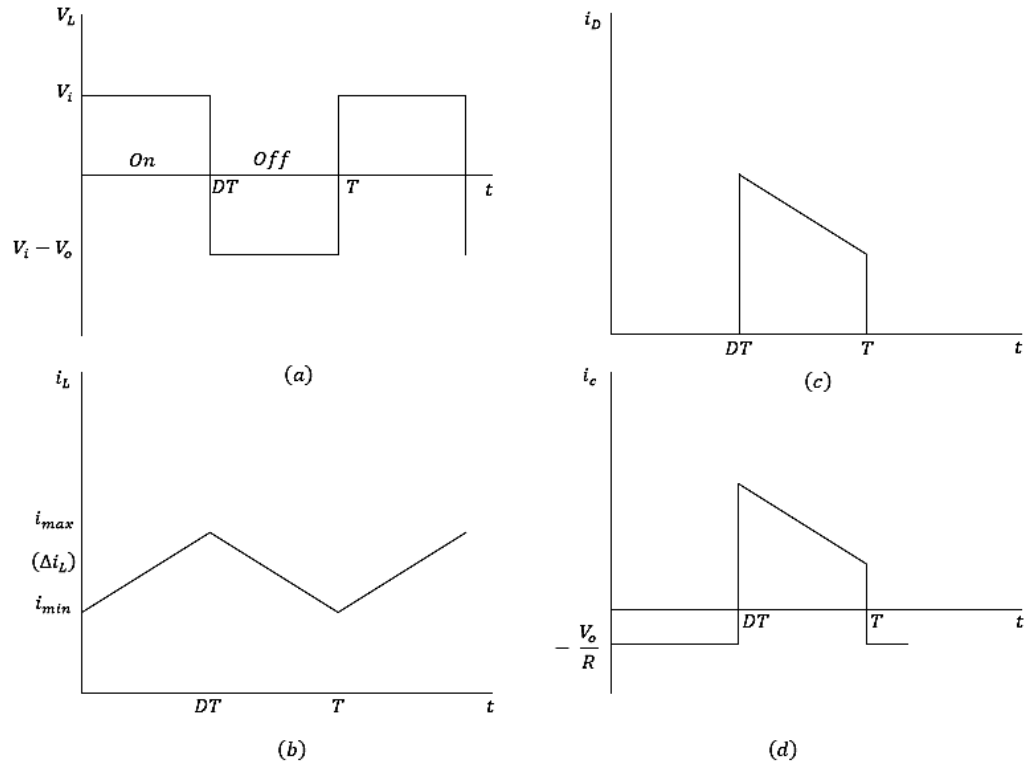 V_L
V_i
On
Off
DT
T
t
V_i − V_o
(a)
i_D
DT
T
t
(c)
i_L
i_max
(Δi_L)
i_min
DT
T
t
(b)
i_c
DT
T
t
− V_o/R
(d)